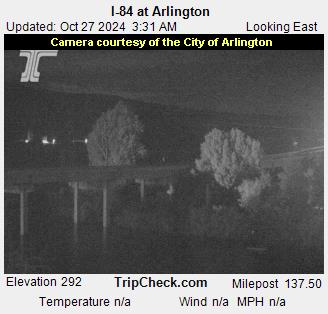 I-84 at Arlington
Updated: Oct 27 2024 3:31 AM Looking East
Camera courtesy of the City of Arlington
Elevation 292 TripCheck.com Milepost 137.50
Temperature n/a Wind n/a MPH n/a